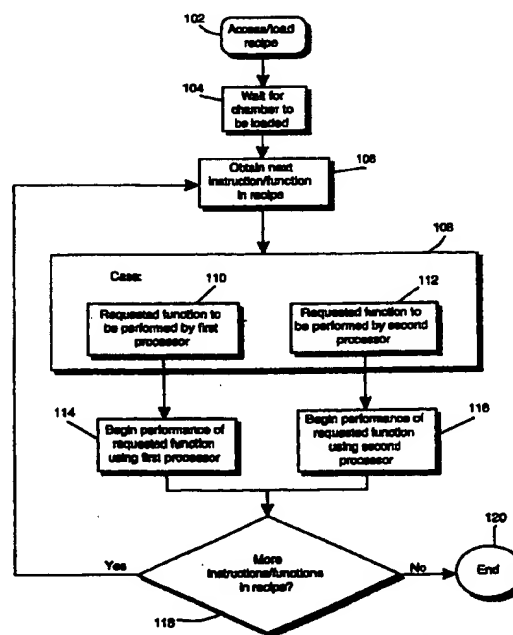 102
Access/load
recipe
104
Wait for
chamber to
be loaded
106
Obtain next
instruction/function
in recipe
108
Case:
110
Requested function to
be performed by first
processor
112
Requested function to
be performed by second
processor
114
Begin performance of
requested function
using first processor
116
Begin performance of
requested function
using second
processor
More
instructions/functions
in recipe?
Yes
No
118
120
End